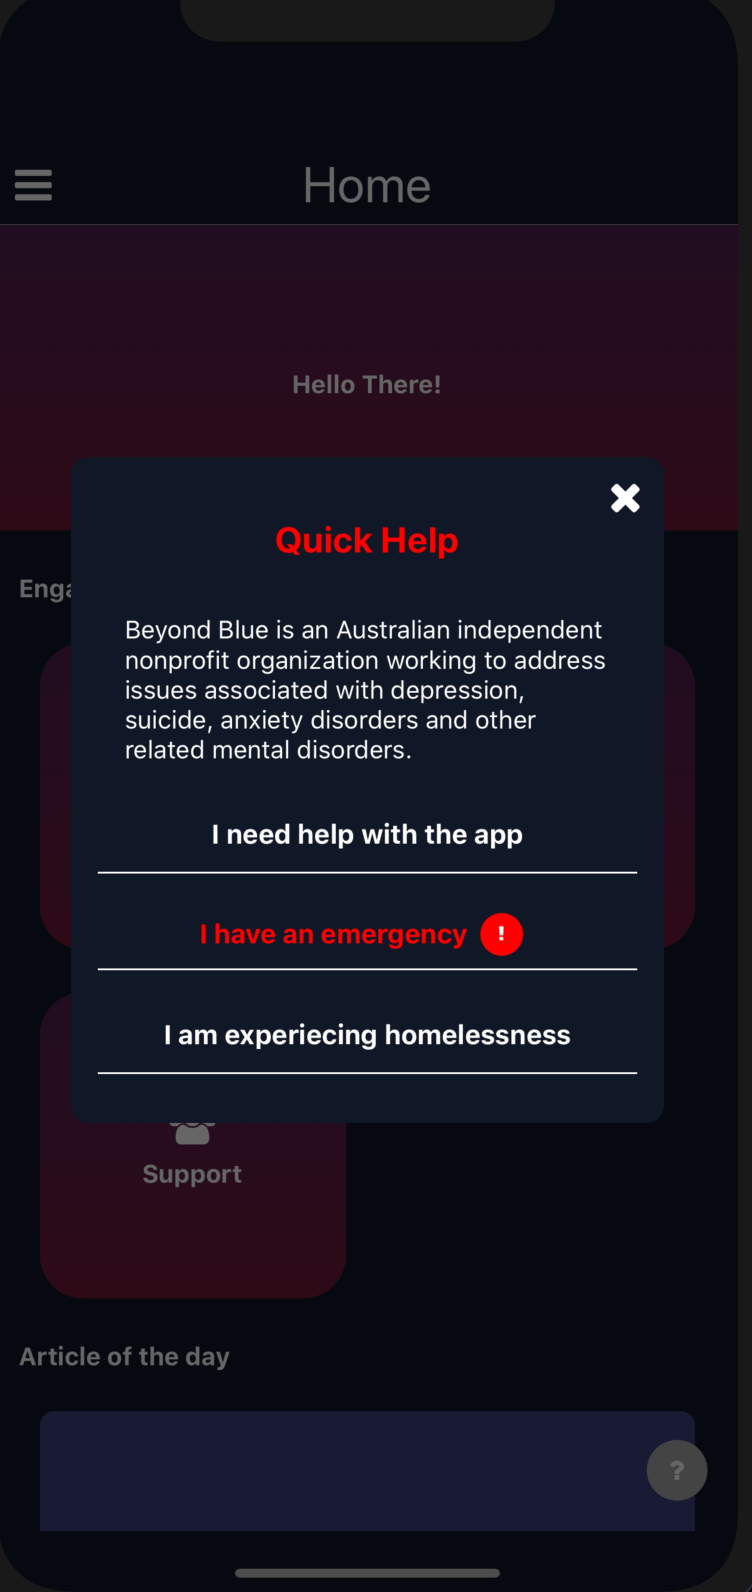 Home
Hello There!
Quick Help
Enga
Beyond Blue is an Australian independent
nonprofit organization working to address
issues associated with depression,
suicide, anxiety disorders and other
related mental disorders.
I need help with the app
I have an emergency !
I am experiecing homelessness
Support
Article of the day
?